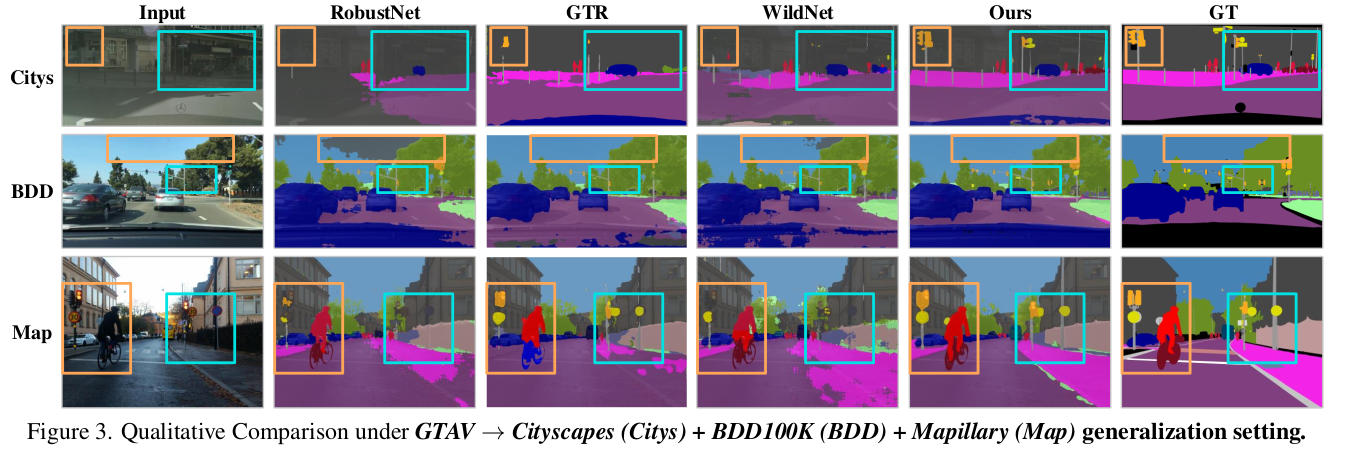 Input RobustNet GTR WildNet Ours GT
Citys
BDD
Map
Figure 3. Qualitative Comparison under GTAV → Cityscapes (Citys) + BDD100K (BDD) + Mapillary (Map) generalization setting.